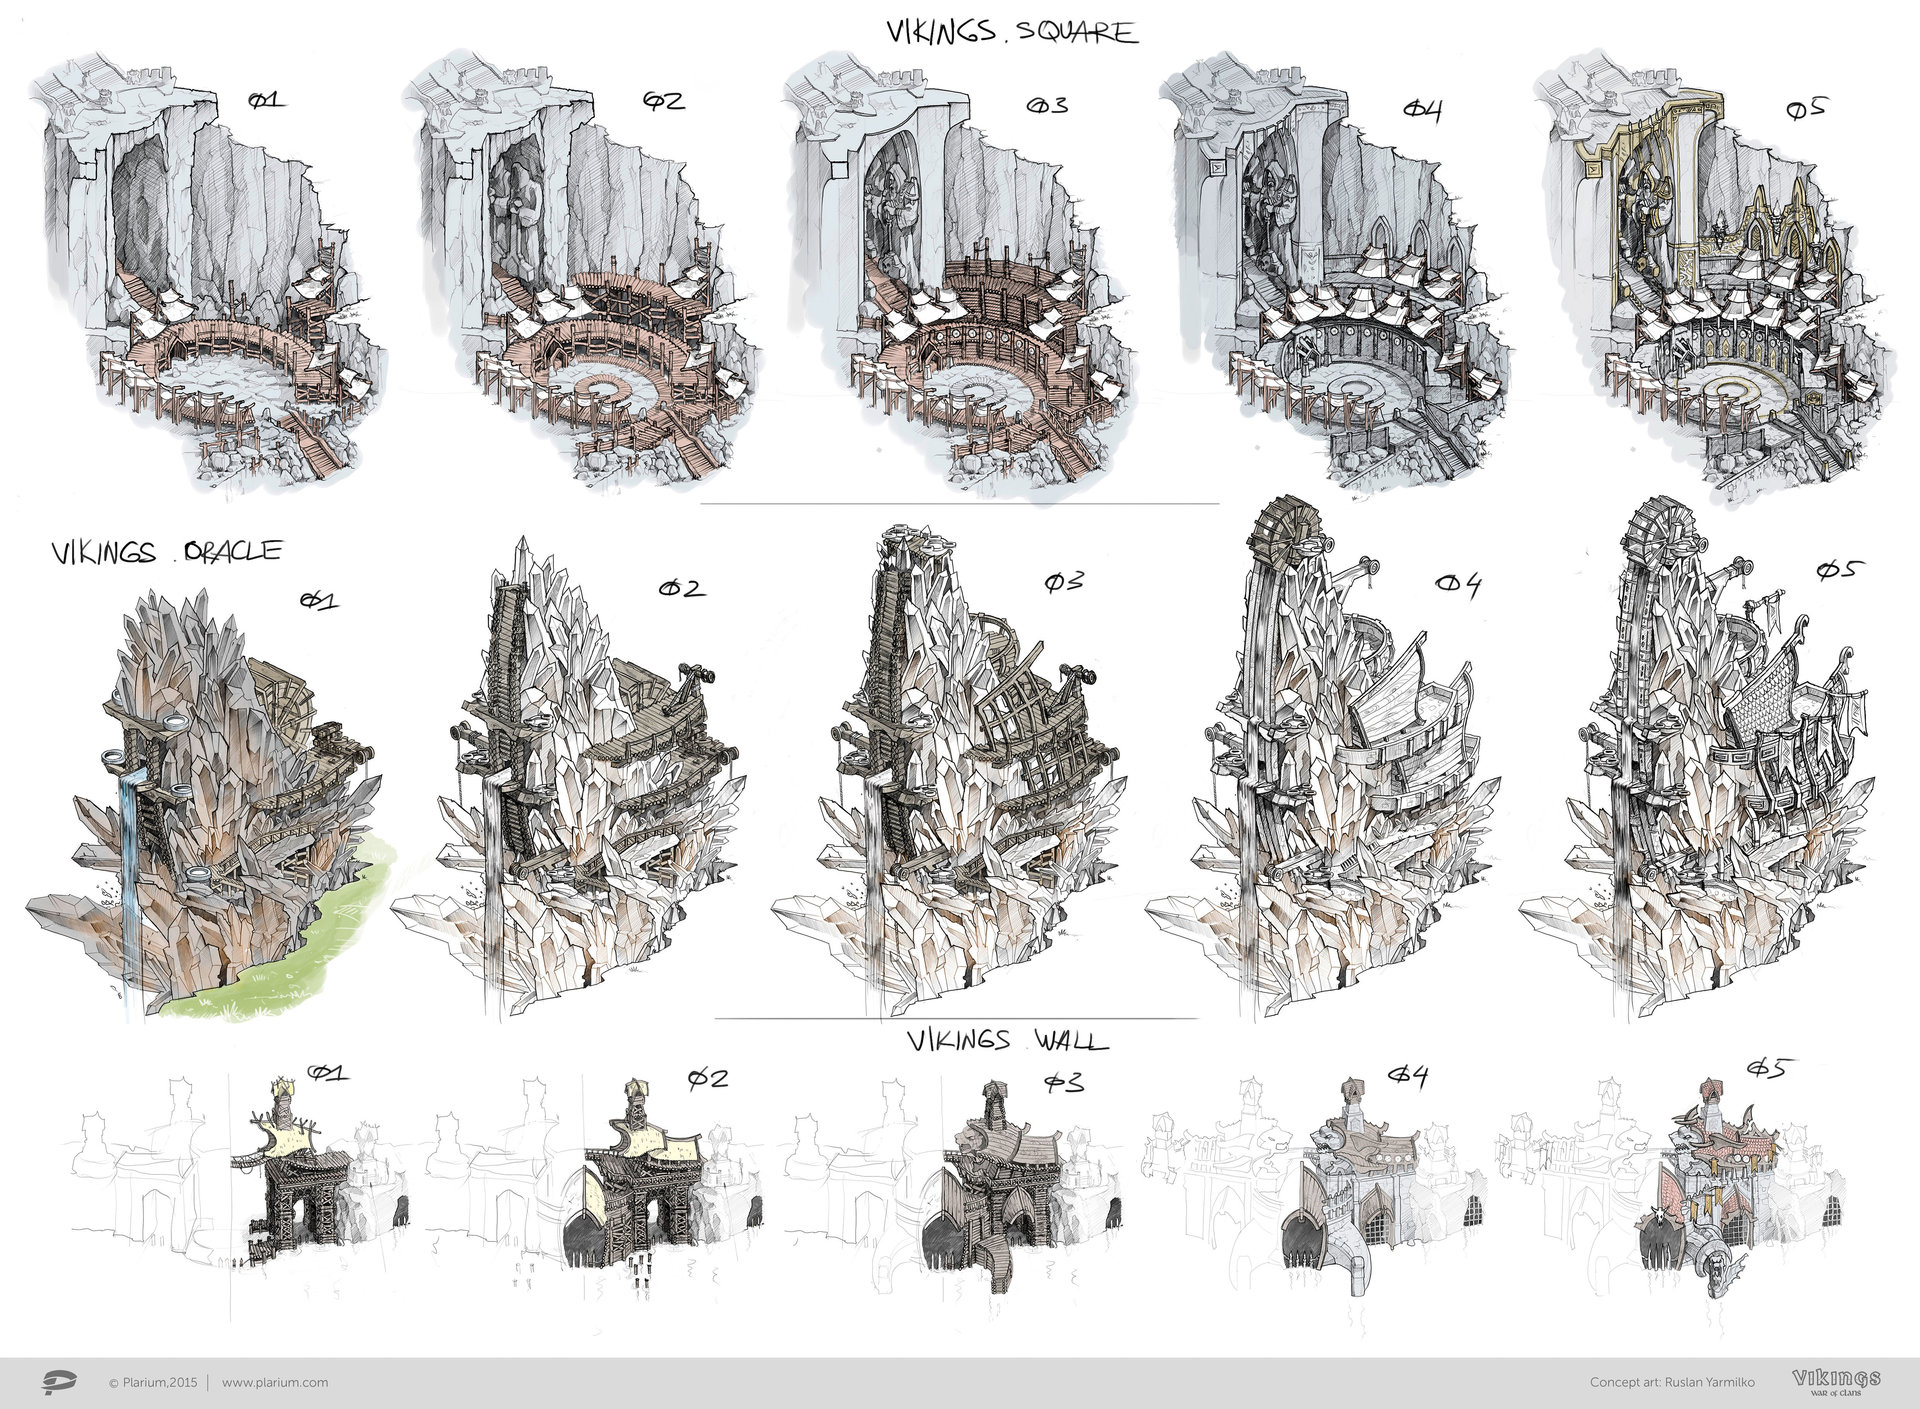 VIKINGS . SQUARE
01
02
03
04
05
VIKINGS . ORACLE
01
02
03
04
05
VIKINGS . WALL
01
02
03
04
05
© Plarium,2015 | www.plarium.com
Concept art: Ruslan Yarmilko
Vikings
WAR OF CLANS